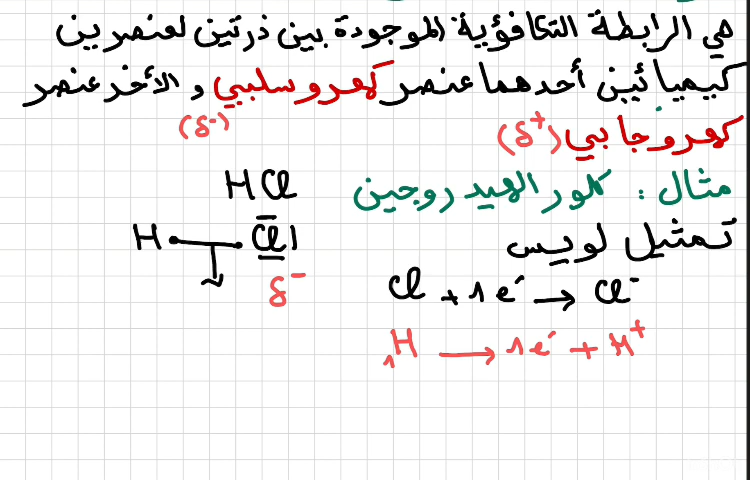 هي الرابطة التكافؤية الموجودة بين ذرتين لعنصرين
كيميائيين أحدهما عنصر كهروسلبي و الأخر عنصر
(δ-)
كهروجابي (δ+)
مثال : كلور الهيدروجين HCl
تمثيل لويس H Cl
δ-
Cl + 1e- → Cl-
1H → 1e- + H+